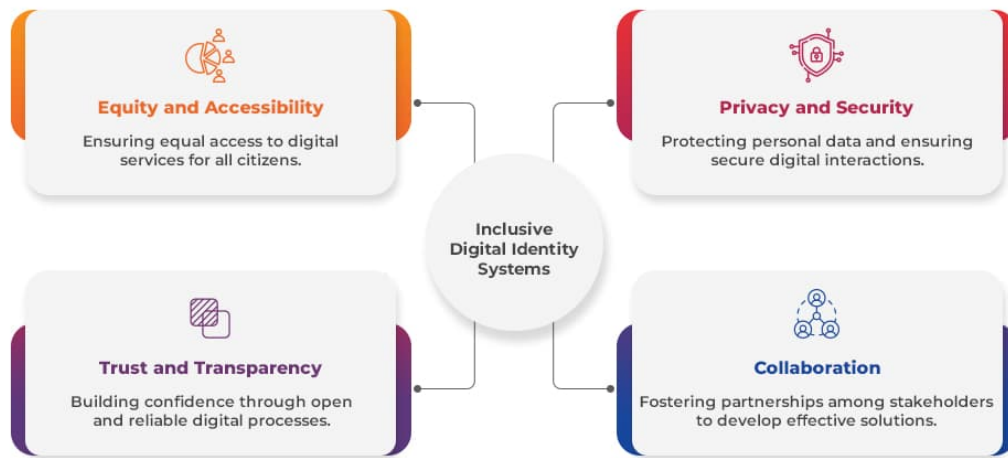 Equity and Accessibility
Ensuring equal access to digital
services for all citizens.
Privacy and Security
Protecting personal data and ensuring
secure digital interactions.
Inclusive
Digital Identity
Systems
Trust and Transparency
Building confidence through open
and reliable digital processes.
Collaboration
Fostering partnerships among stakeholders
to develop effective solutions.